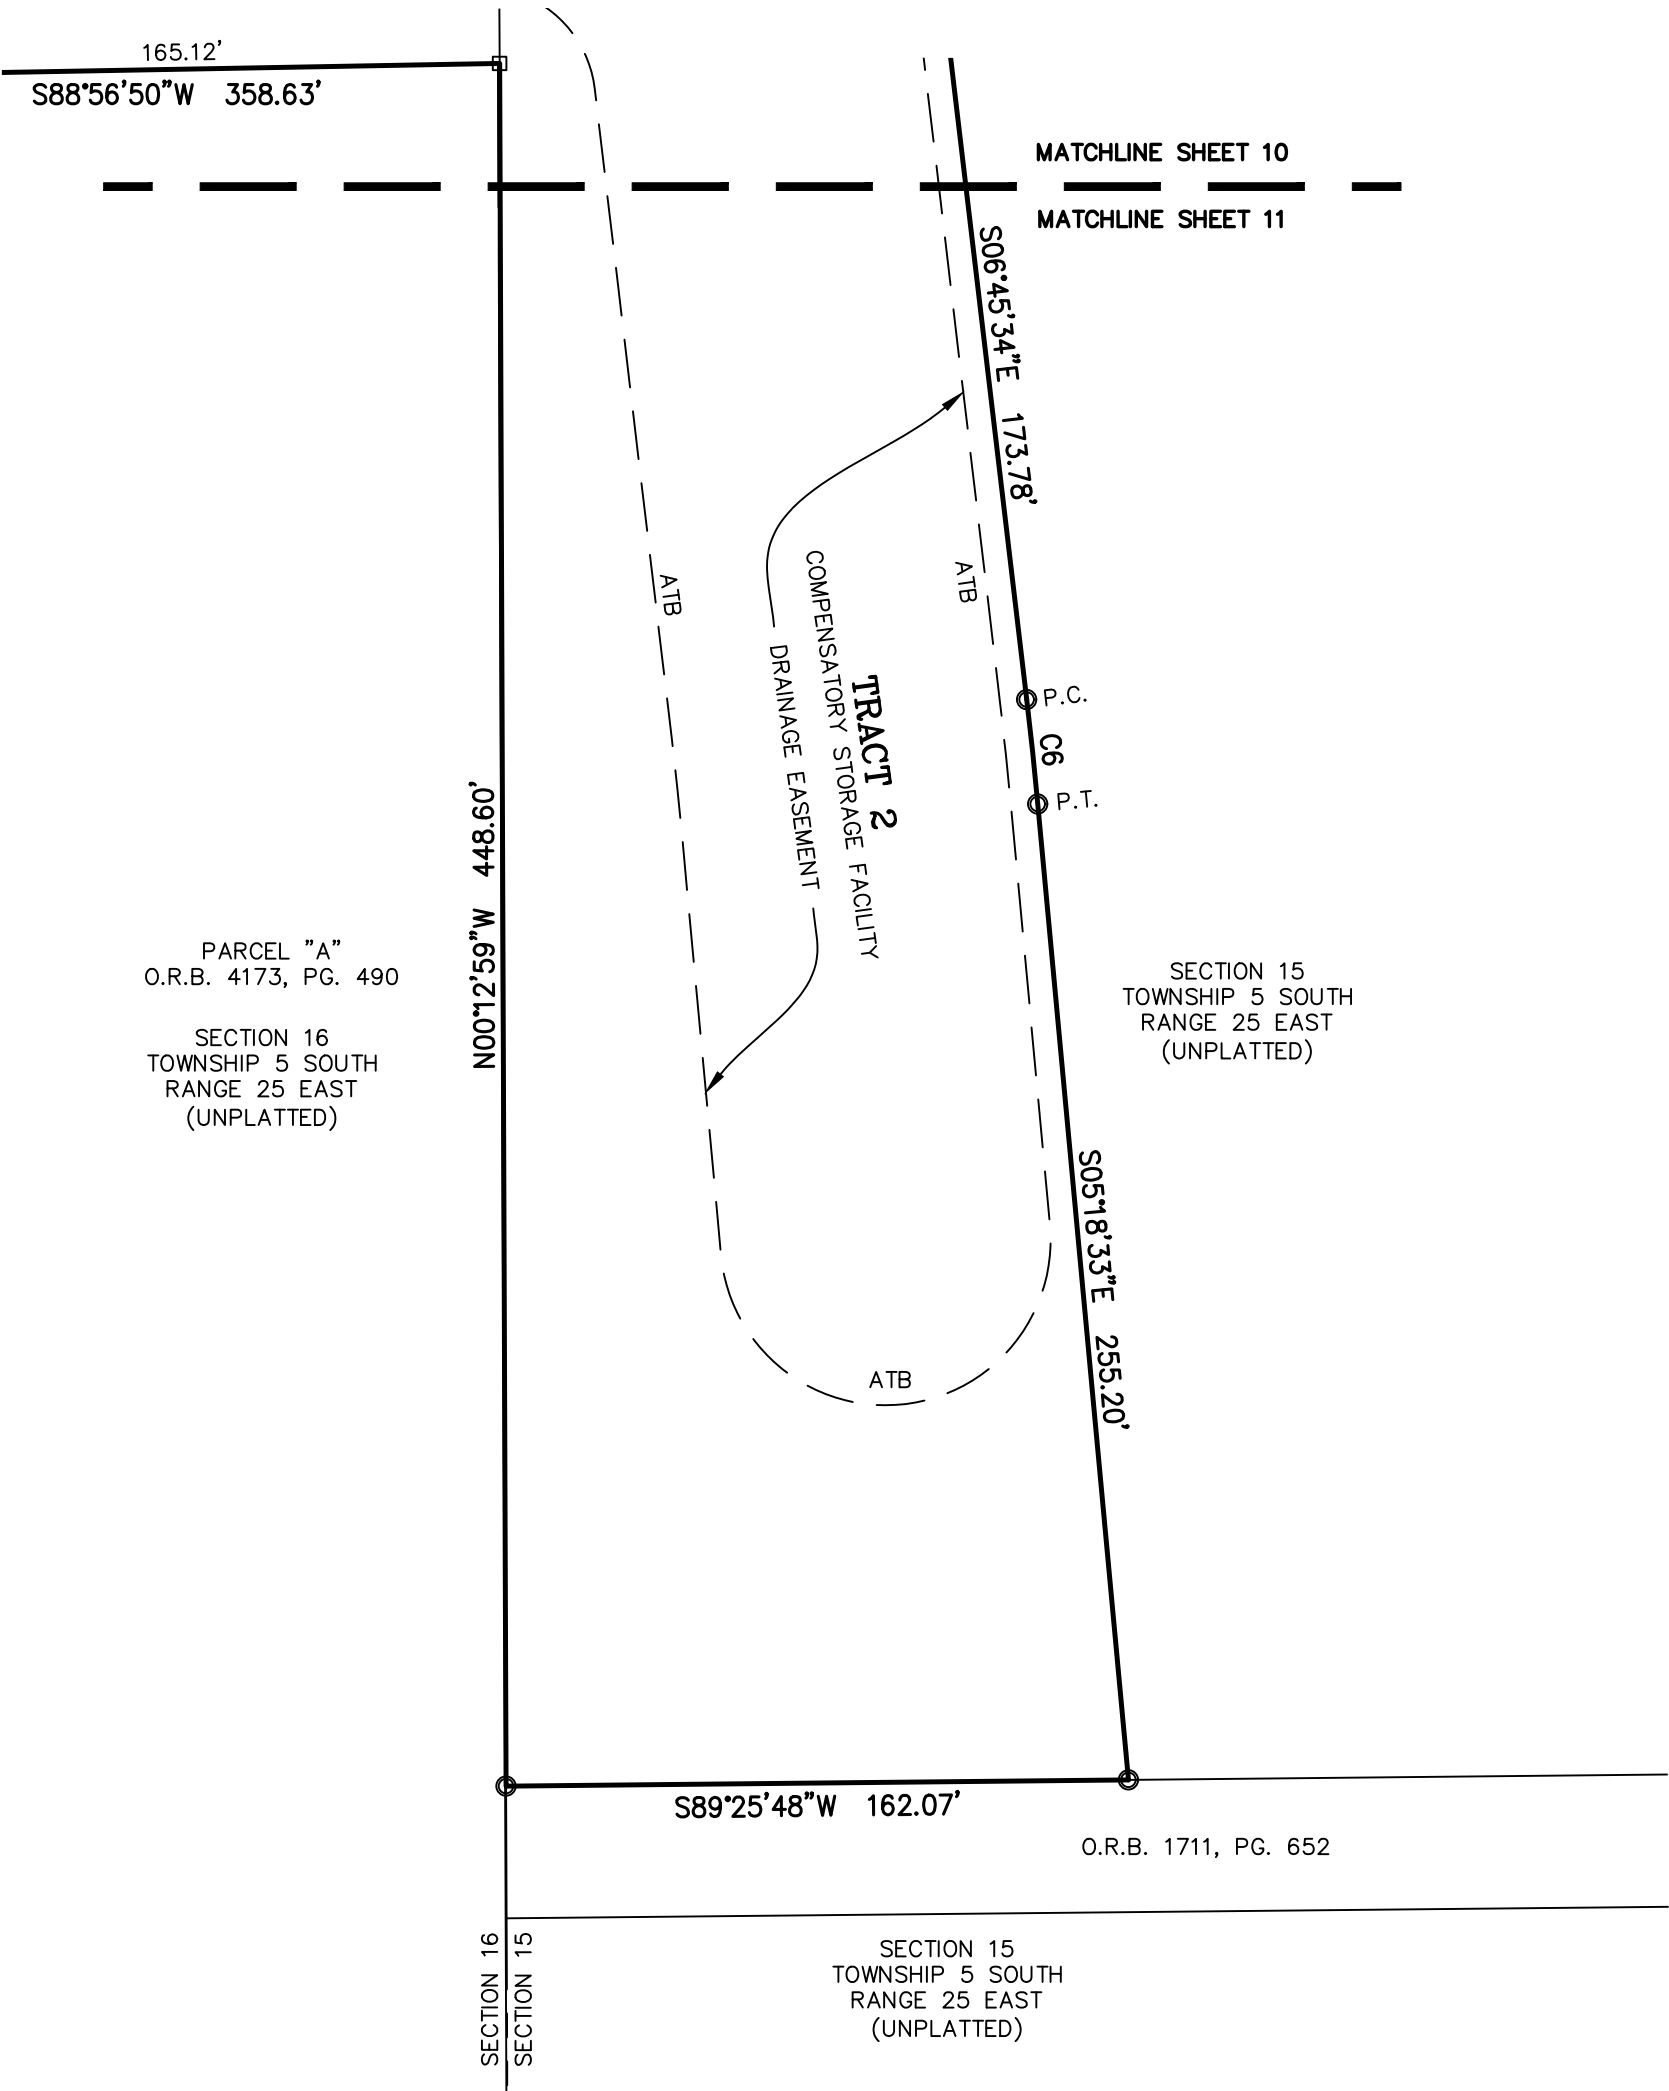 165.12'
S88°56'50"W 358.63'
MATCHLINE SHEET 10
MATCHLINE SHEET 11
S06°45'34"E 173.78'
ATB
ATB
TRACT 2
COMPENSATORY STORAGE FACILITY
DRAINAGE EASEMENT
P.C.
C6
P.T.
N00°12'59"W 448.60'
PARCEL "A"
O.R.B. 4173, PG. 490
SECTION 16
TOWNSHIP 5 SOUTH
RANGE 25 EAST
(UNPLATTED)
SECTION 15
TOWNSHIP 5 SOUTH
RANGE 25 EAST
(UNPLATTED)
S05°18'33"E 255.20'
ATB
S89°25'48"W 162.07'
O.R.B. 1711, PG. 652
SECTION 16
SECTION 15
SECTION 15
TOWNSHIP 5 SOUTH
RANGE 25 EAST
(UNPLATTED)